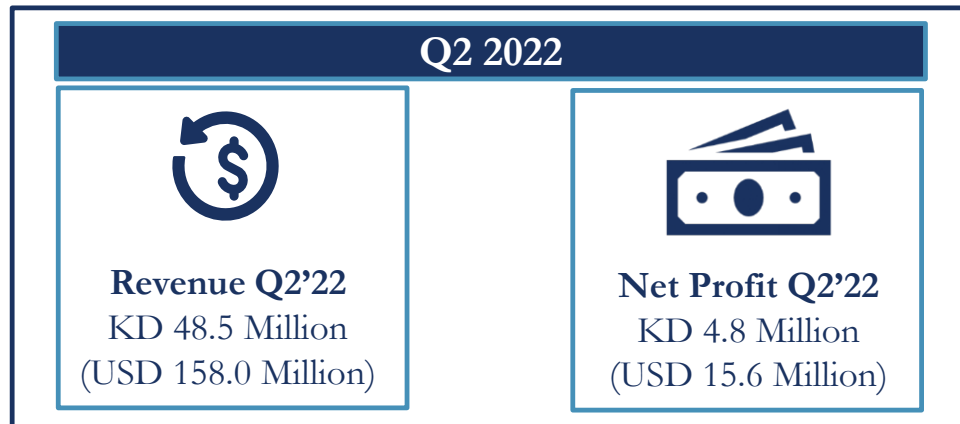 Q2 2022
Revenue Q2’22
KD 48.5 Million
(USD 158.0 Million)
Net Profit Q2’22
KD 4.8 Million
(USD 15.6 Million)